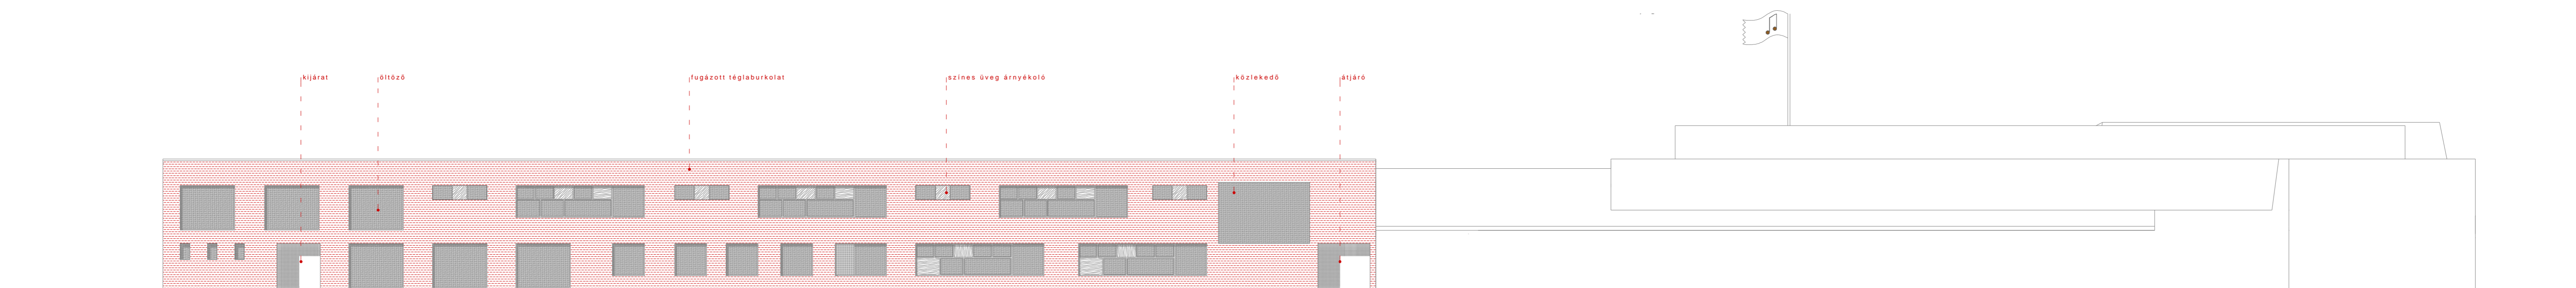 kijárat
öltöző
fugázott téglaburkolat
színes üveg árnyékoló
közlekedő
átjáró